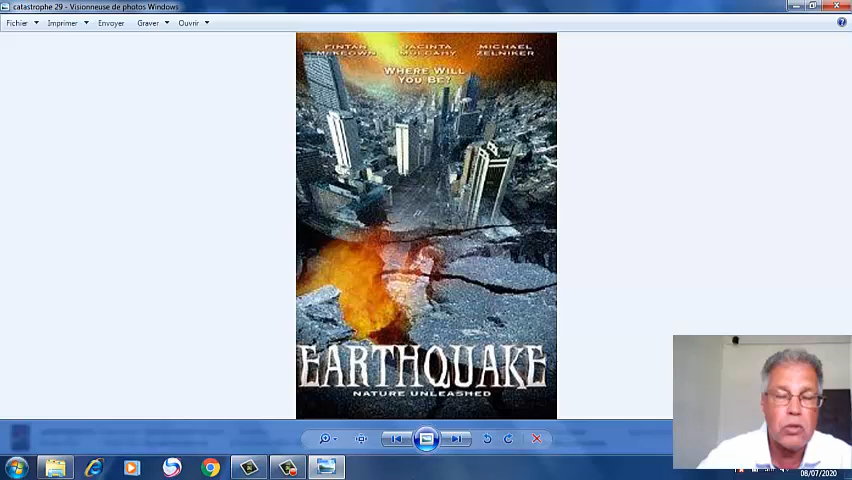 catastrophe 29 - Visionneuse de photos Windows
Fichier Imprimer Envoyer Graver Ouvrir
FINTAN MCKEOWN
JACINTA MULCAHY
MICHAEL ZELNIKER
WHERE WILL
YOU BE?
EARTHQUAKE
NATURE UNLEASHED
08/07/2020